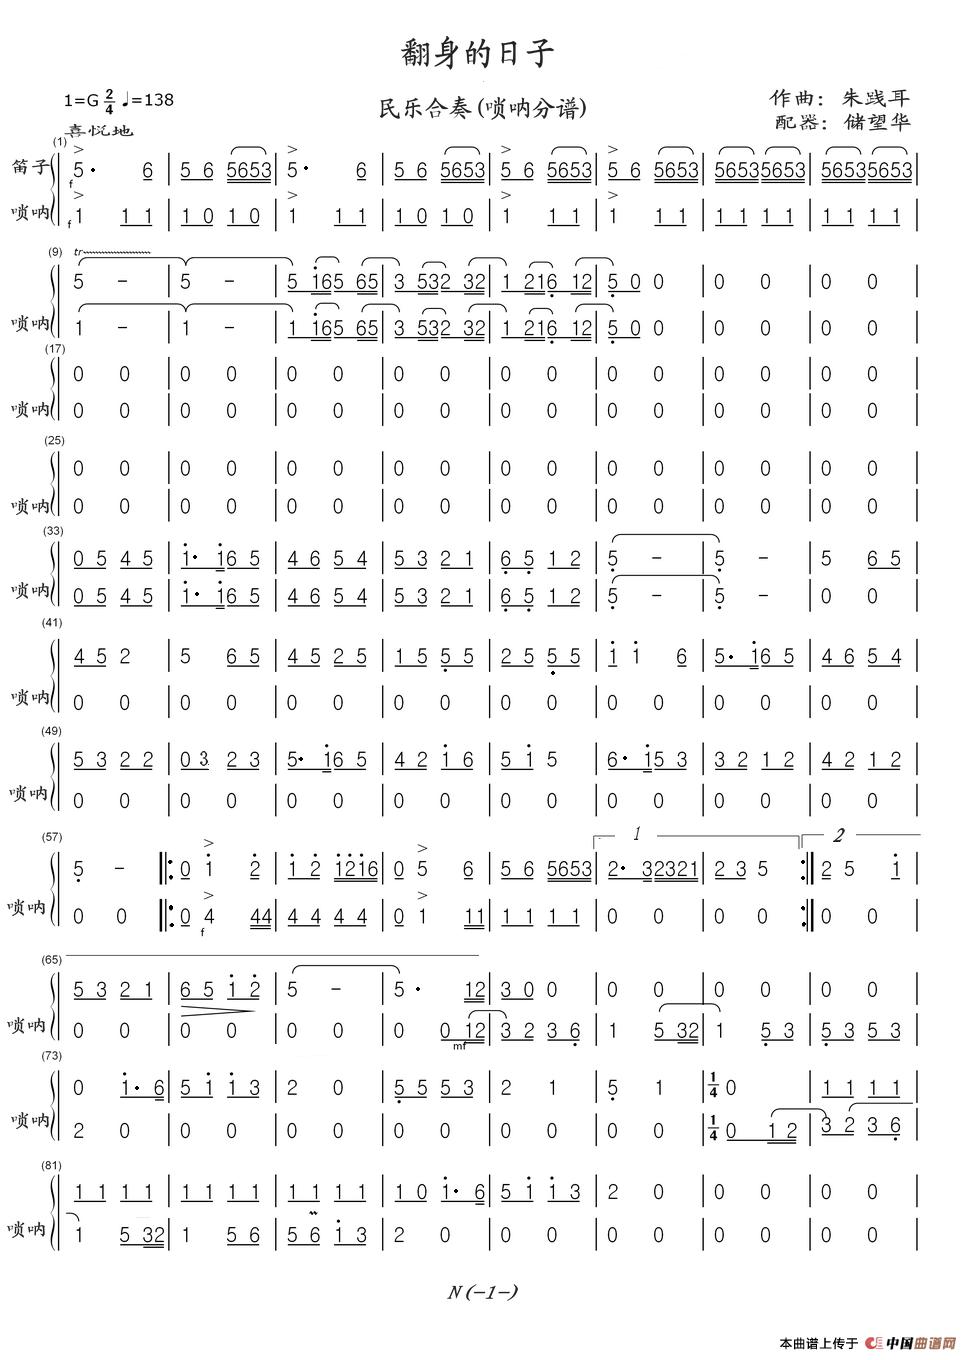 翻身的日子
1=G 2/4 ♩=138
民乐合奏(唢呐分谱)
作曲：朱践耳
喜悦地
配器：储望华
(1)
笛子 5· 6 | 5 6 5653 | 5· 6 | 5 6 5653 | 5 6 5653 | 5 6 5653 | 5653 5653 | 5653 5653 |
f
唢呐 1 1 1 | 1 0 1 0 | 1 1 1 | 1 0 1 0 | 1 1 1 | 1 1 1 | 1 1 1 1 | 1 1 1 1 |
f
(9) tr
5 – | 5 – | 5 165 65 | 3 532 32 | 1 216 12 | 5 0 0 | 0 0 | 0 0 |
唢呐 1 – | 1 – | 1 165 65 | 3 532 32 | 1 216 12 | 5 0 0 | 0 0 | 0 0 |
(17)
0 0 | 0 0 | 0 0 | 0 0 | 0 0 | 0 0 | 0 0 | 0 0 |
唢呐 0 0 | 0 0 | 0 0 | 0 0 | 0 0 | 0 0 | 0 0 | 0 0 |
(25)
0 0 | 0 0 | 0 0 | 0 0 | 0 0 | 0 0 | 0 0 | 0 0 |
唢呐 0 0 | 0 0 | 0 0 | 0 0 | 0 0 | 0 0 | 0 0 | 0 0 |
(33)
0 5 4 5 | 1· 16 5 | 4 6 5 4 | 5 3 2 1 | 6 5 1 2 | 5 – | 5 – | 5 6 5 |
唢呐 0 5 4 5 | 1· 16 5 | 4 6 5 4 | 5 3 2 1 | 6 5 1 2 | 5 – | 5 – | 0 0 |
(41)
4 5 2 | 5 6 5 | 4 5 2 5 | 1 5 5 5 | 2 5 5 5 | 1 1 6 | 5· 16 5 | 4 6 5 4 |
唢呐 0 0 | 0 0 | 0 0 | 0 0 | 0 0 | 0 0 | 0 0 | 0 0 |
(49)
5 3 2 2 | 0 3 2 3 | 5· 16 5 | 4 2 1 6 | 5 1 5 | 6· 15 3 | 3 2 1 2 | 4 2 1 2 |
唢呐 0 0 | 0 0 | 0 0 | 0 0 | 0 0 | 0 0 | 0 0 | 0 0 |
(57) 1 2
5 – ‖: 0 1 2 | 1 2 1216 | 0 5 6 | 5 6 5653 | 2· 32321 | 2 3 5 :‖ 2 5 1 |
唢呐 0 0 ‖: 0 4 44 | 4 4 4 4 | 0 1 11 | 1 1 1 1 | 0 0 | 0 0 :‖ 0 0 |
f
(65)
5 3 2 1 | 6 5 1 2 | 5 – | 5· 12 | 3 0 0 | 0 0 | 0 0 | 0 0 |
唢呐 0 0 | 0 0 | 0 0 | 0 0 12 | 3 2 3 6 | 1 5 32 | 1 5 3 | 5 3 5 3 |
mf
(73)
0 1· 6 | 5 1 1 3 | 2 0 | 5 5 5 3 | 2 1 | 5 1 | 1/4 0 | 1 1 1 1 |
唢呐 2 0 | 0 0 | 0 0 | 0 0 | 0 0 | 0 0 | 1/4 0 1 2 | 3 2 3 6 |
(81)
1 1 1 1 | 1 1 1 1 | 1 1 1 1 | 1 0 1· 6 | 5 1 1 3 | 2 0 | 0 0 | 0 0 |
唢呐 1 5 32 | 1 5 6 | 5 6 1 3 | 2 0 | 0 0 | 0 0 | 0 0 | 0 0 |
N (-1-)
本曲谱上传于 中国曲谱网